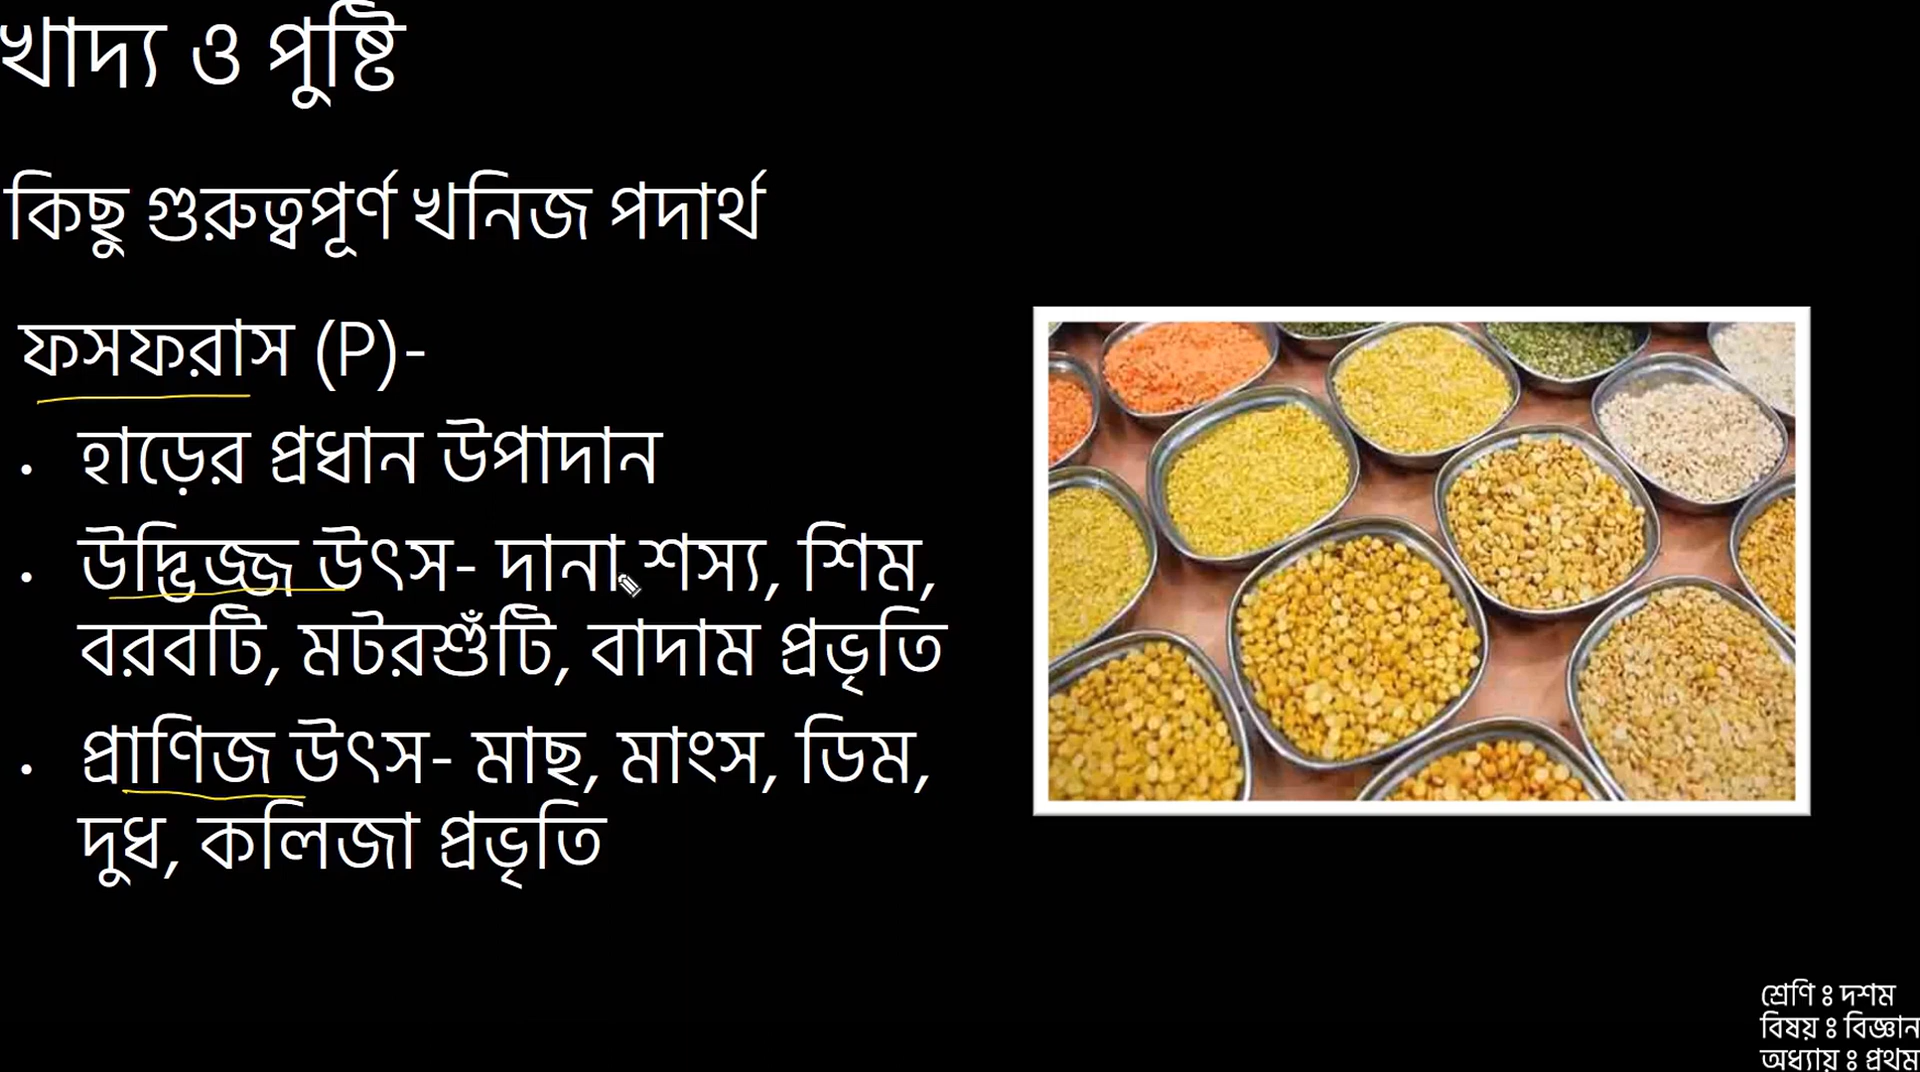 খাদ্য ও পুষ্টি
কিছু গুরুত্বপূর্ণ খনিজ পদার্থ
ফসফরাস (P)-
• হাড়ের প্রধান উপাদান
• উদ্ভিজ্জ উৎস- দানা শস্য, শিম,
বরবটি, মটরশুঁটি, বাদাম প্রভৃতি
• প্রাণিজ উৎস- মাছ, মাংস, ডিম,
দুধ, কলিজা প্রভৃতি
শ্রেণি ঃ দশম
বিষয় ঃ বিজ্ঞান
অধ্যায় ঃ প্রথম